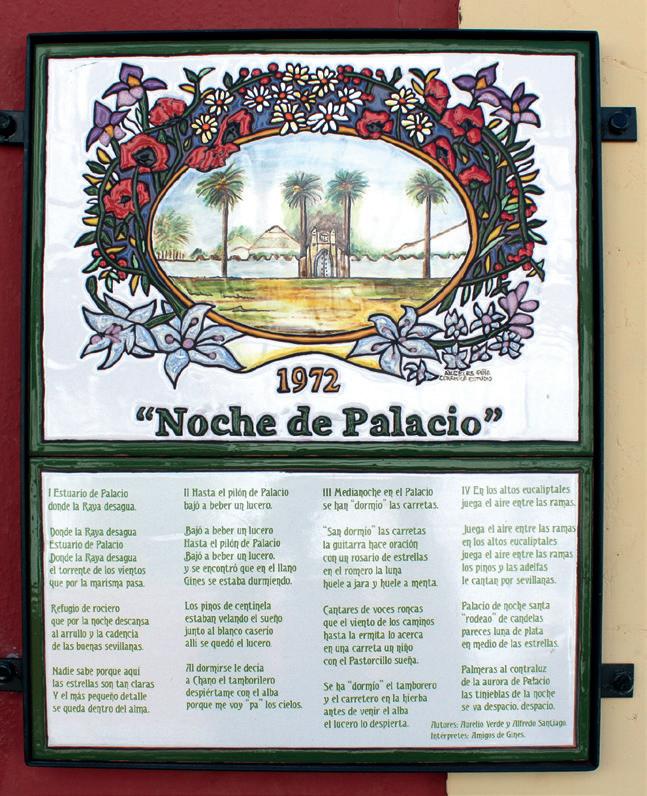 ANGELES PEÑA
CERÁMICA ESTUDIO
1972
“Noche de Palacio”
I Estuario de Palacio
donde la Raya desagua.
Donde la Raya desagua
Estuario de Palacio
Donde la Raya desagua
el torrente de los vientos
que por la marisma pasa.
Refugio de rociero
que por la noche descansa
al arrullo y la cadencia
de las buenas sevillanas.
Nadie sabe porque aquí
las estrellas son tan claras
Y el más pequeño detalle
se queda dentro del alma.
II Hasta el pilón de Palacio
bajó a beber un lucero.
Bajó a beber un lucero
Hasta el pilón de Palacio
Bajó a beber un lucero.
y se encontró que en el llano
Gines se estaba durmiendo.
Los pinos de centinela
estaban velando el sueño
junto al blanco caserio
alli se quedó el lucero.
Al dormirse le decía
a Chano el tamborilero
despiértame con el alba
porque me voy "pa" los cielos.
III Medianoche en el Palacio
se han "dormio" las carretas.
"San dormio" las carretas
la guitarra hace oración
con un rosario de estrellas
en el romero la luna
huele a jara y huele a menta.
Cantares de voces roncas
que el viento de los caminos
hasta la ermita lo acerca
en una carreta un niño
con el Pastorcillo sueña.
Se ha "dormio" el tamborero
y el carretero en la hierba
antes de venir el alba
el lucero lo despierta.
IV En los altos eucaliptales
juega el aire entre las ramas.
Juega el aire entre las ramas
en los altos eucaliptales
juega el aire entre las ramas
los pinos y las adelfas
le cantan por sevillanas.
Palacio de noche santa
"rodeao" de candelas
pareces luna de plata
en medio de las estrellas.
Palmeras al contraluz
de la aurora de Palacio
las tinieblas de la noche
se va despacio, despacio.
Autores: Aurelio Verde y Alfredo Santiago.
Intérpretes: Amigos de Gines.